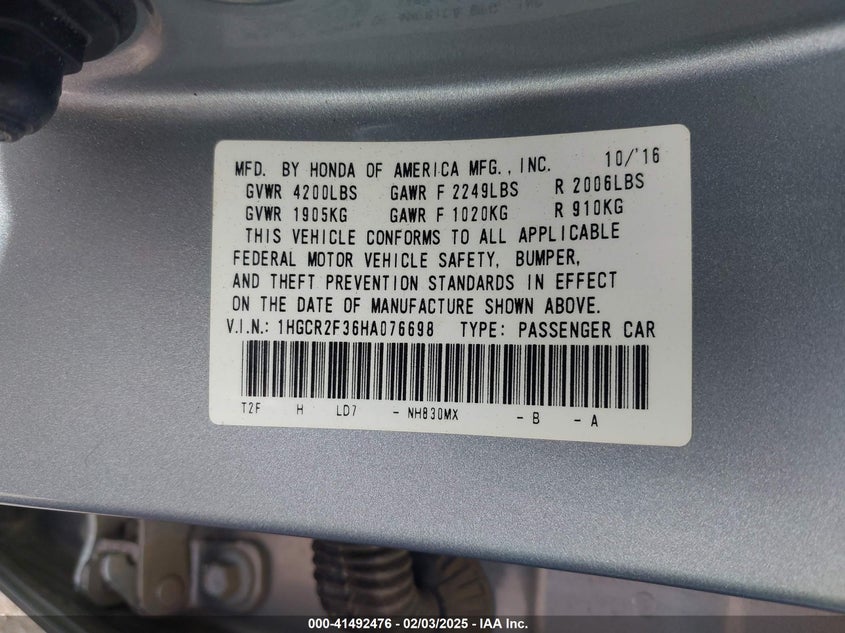 MFD. BY HONDA OF AMERICA MFG., INC. 10/'16
GVWR 4200LBS GAWR F 2249LBS R 2006LBS
GVWR 1905KG GAWR F 1020KG R 910KG
THIS VEHICLE CONFORMS TO ALL APPLICABLE
FEDERAL MOTOR VEHICLE SAFETY, BUMPER,
AND THEFT PREVENTION STANDARDS IN EFFECT
ON THE DATE OF MANUFACTURE SHOWN ABOVE.
V.I.N.: 1HGCR2F36HA076698 TYPE: PASSENGER CAR
T2F H LD7 - NH830MX - B - A
000-41492476 - 02/03/2025 - IAA Inc.